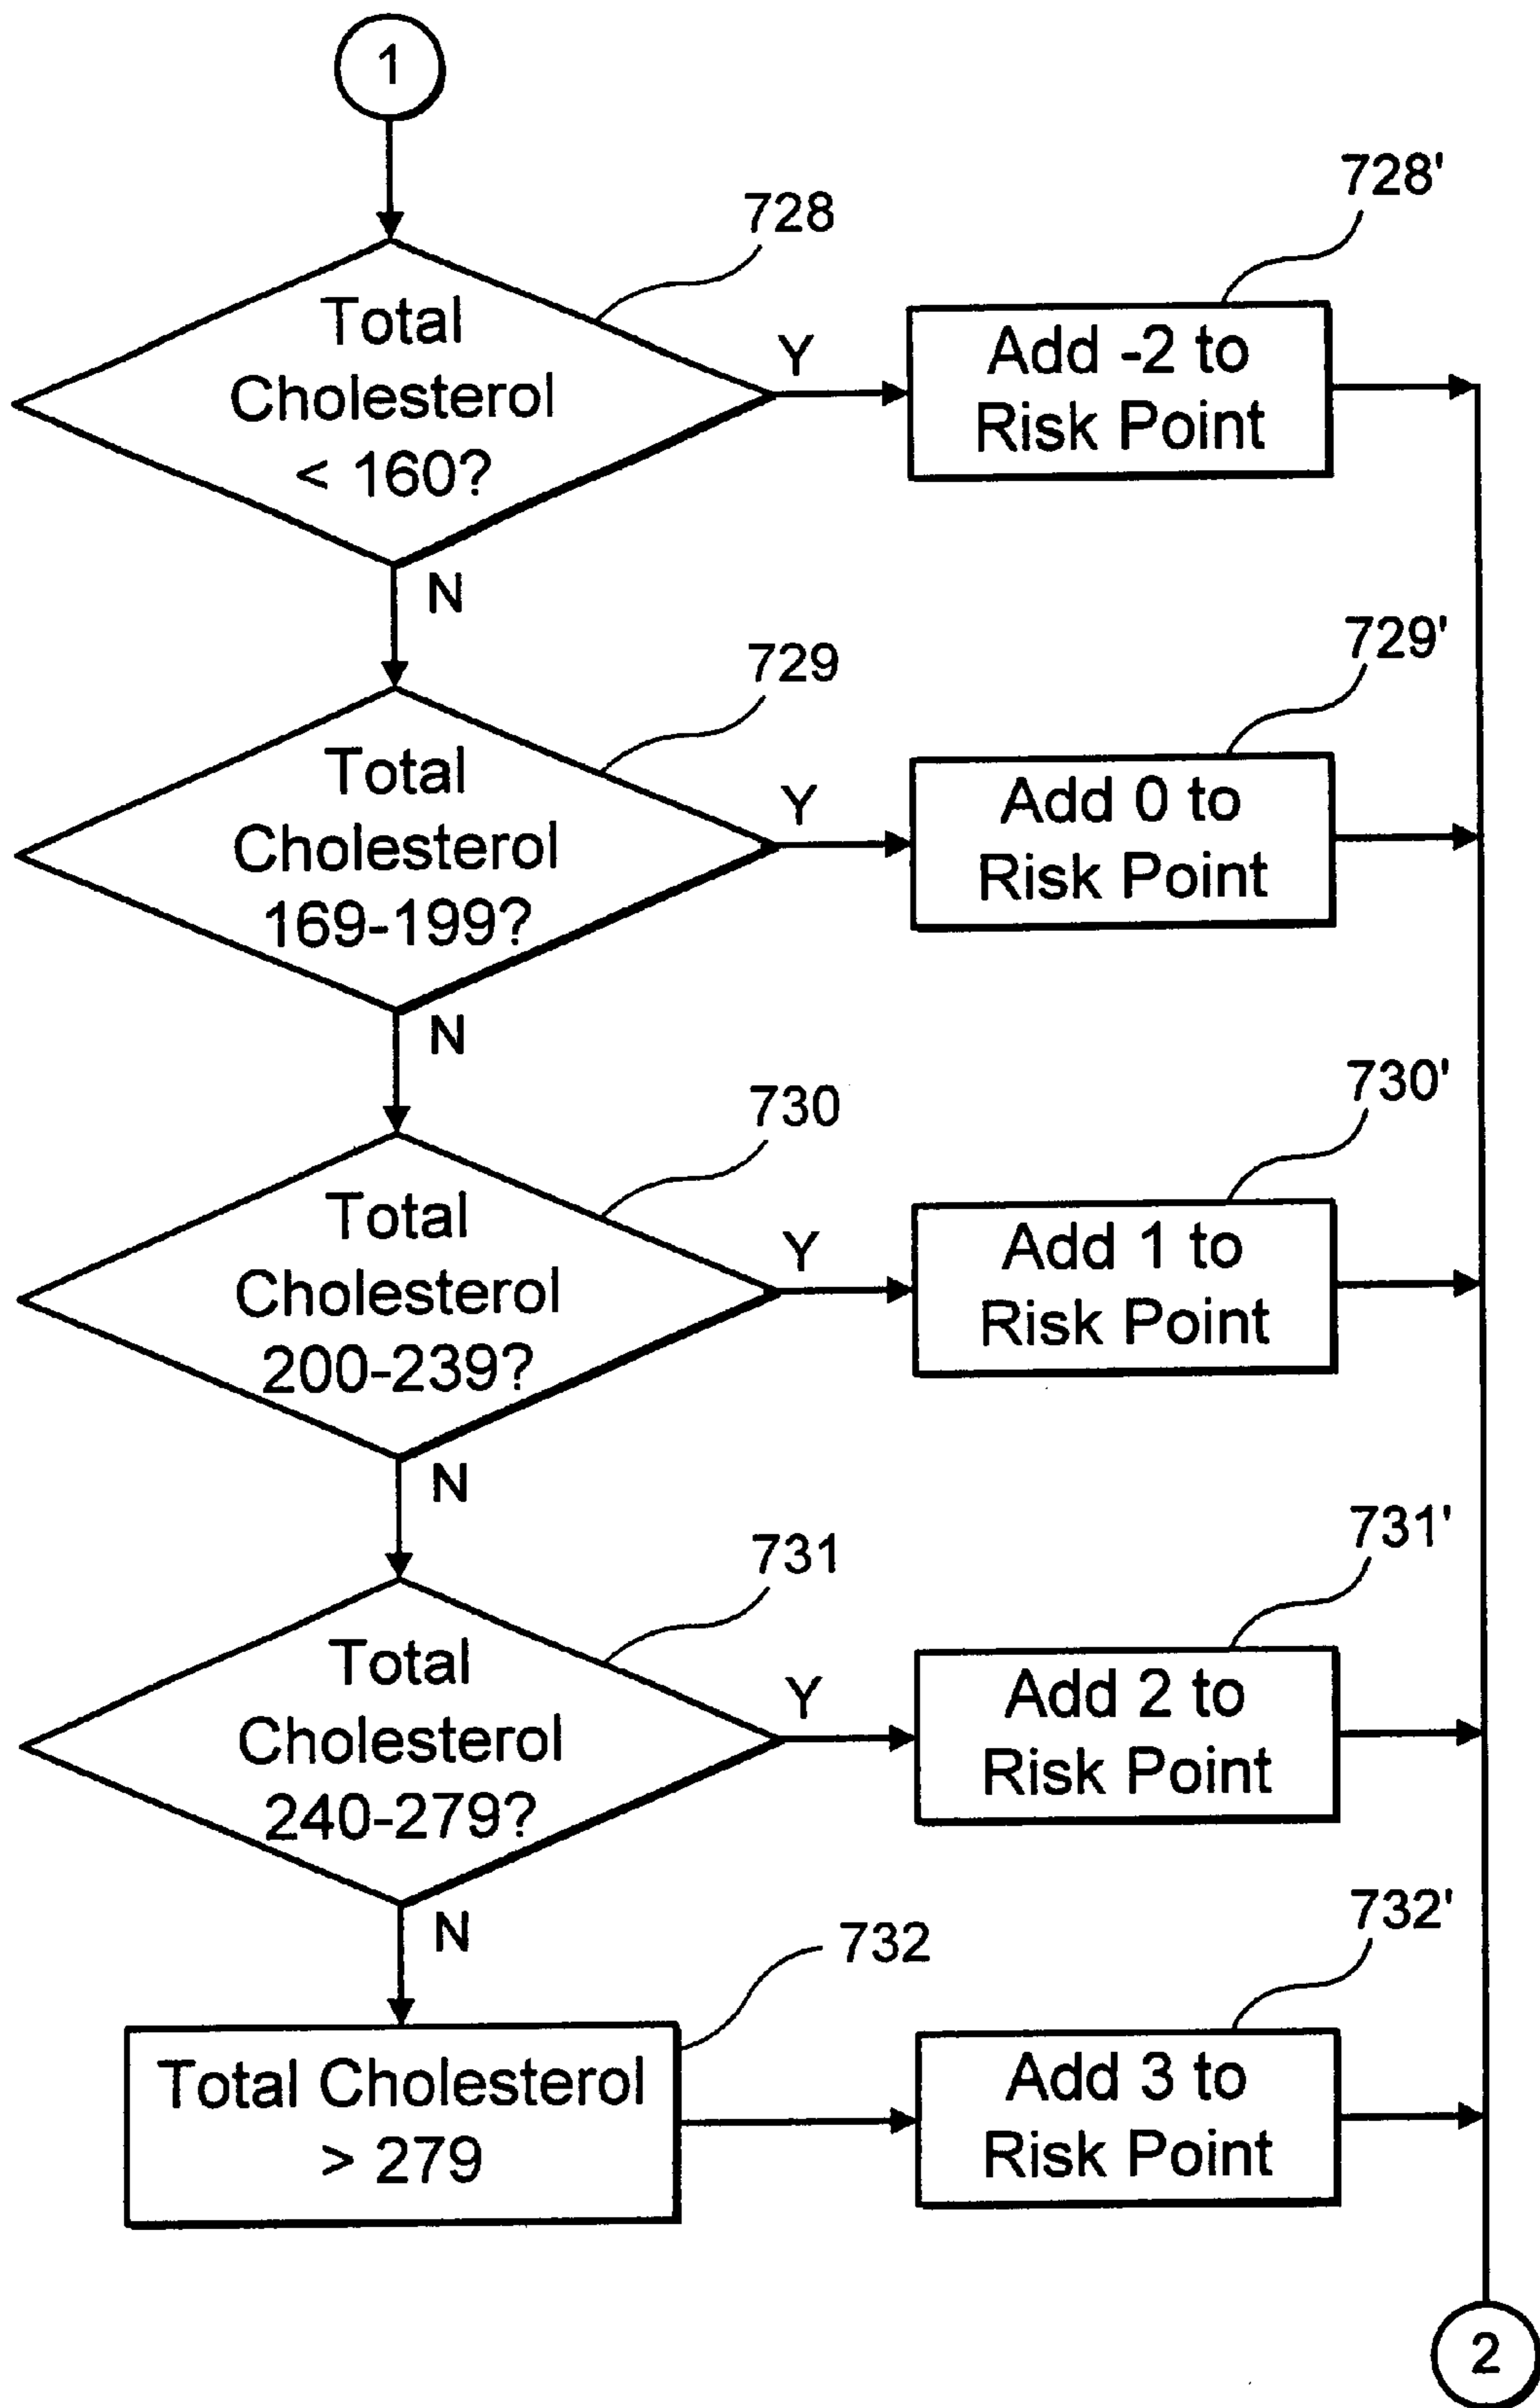 1
728
728'
Total
Cholesterol
< 160?
Y
Add -2 to
Risk Point
N
729
729'
Total
Cholesterol
169-199?
Y
Add 0 to
Risk Point
N
730
730'
Total
Cholesterol
200-239?
Y
Add 1 to
Risk Point
N
731
731'
Total
Cholesterol
240-279?
Y
Add 2 to
Risk Point
N
732
732'
Total Cholesterol
> 279
Add 3 to
Risk Point
2